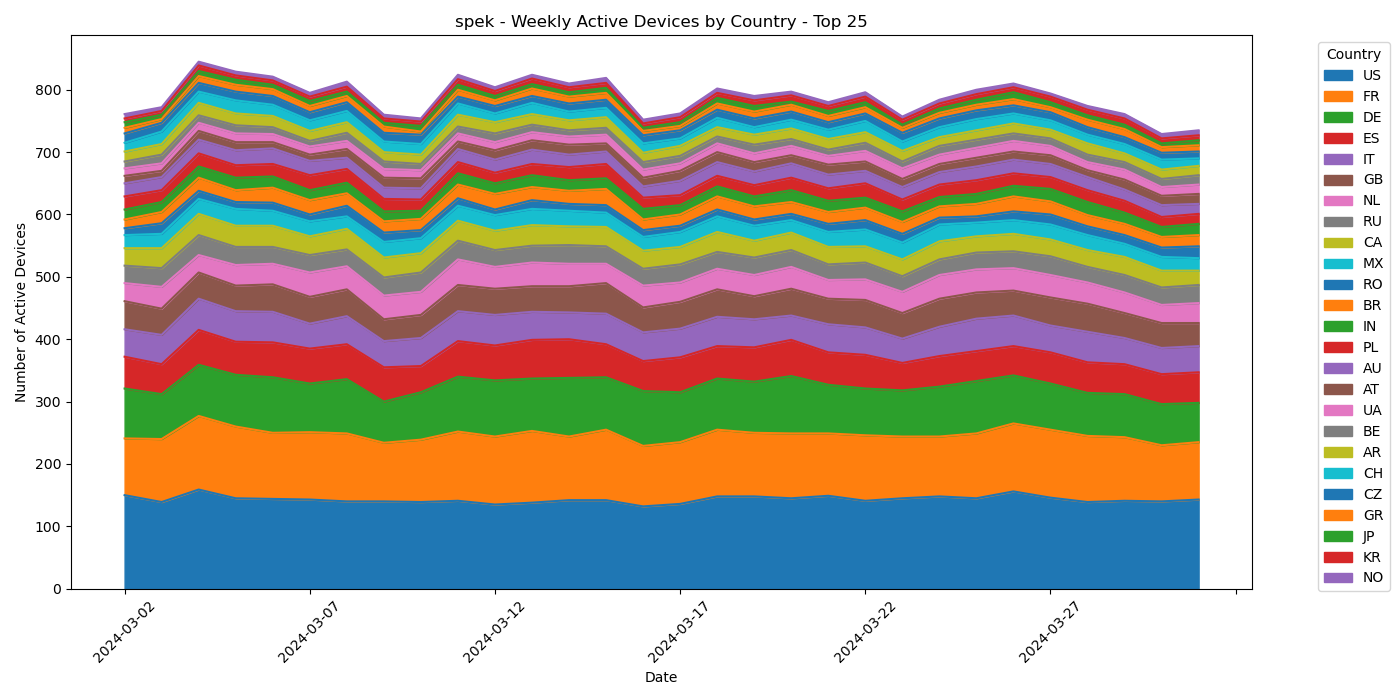 spek - Weekly Active Devices by Country - Top 25
Number of Active Devices
800
700
600
500
400
300
200
100
0
2024-03-02
2024-03-07
2024-03-12
2024-03-17
2024-03-22
2024-03-27
Date
Country
US
FR
DE
ES
IT
GB
NL
RU
CA
MX
RO
BR
IN
PL
AU
AT
UA
BE
AR
CH
CZ
GR
JP
KR
NO